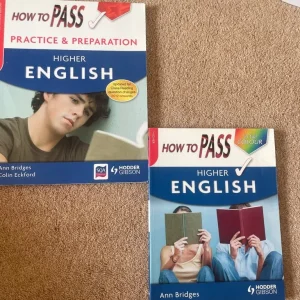 HOW TO PASS
PRACTICE & PREPARATION
HIGHER
ENGLISH
Ann Bridges
Colin Eckford
HODDER
GIBSON
HOW TO PASS
COLOUR
HIGHER
ENGLISH
Ann Bridges
HODDER
GIBSON